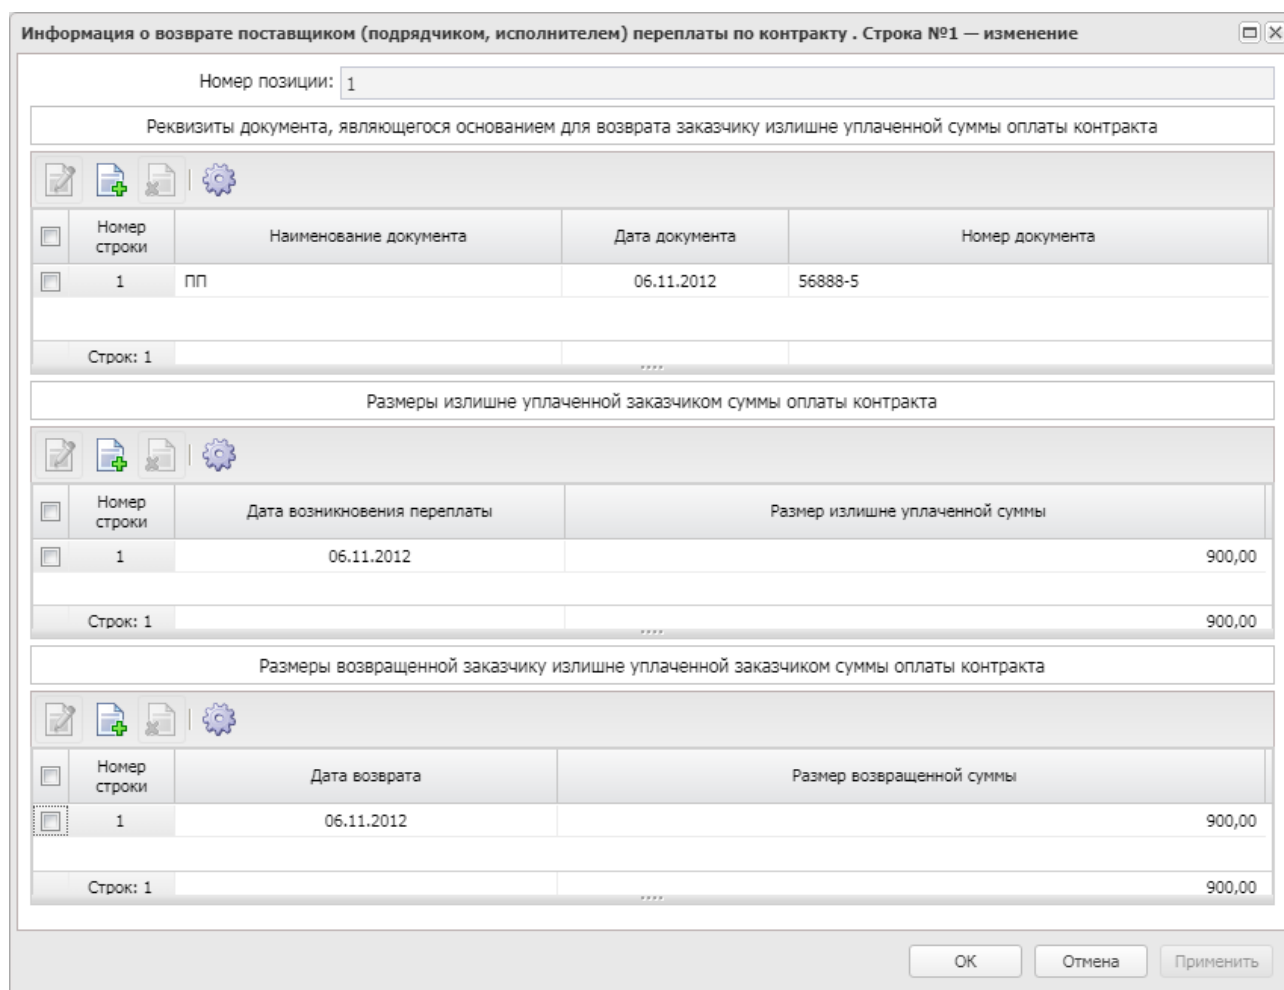 Информация о возврате поставщиком (подрядчиком, исполнителем) переплаты по контракту . Строка №1 — изменение
Номер позиции: 1
Реквизиты документа, являющегося основанием для возврата заказчику излишне уплаченной суммы оплаты контракта
Номер строки Наименование документа Дата документа Номер документа
1 ПП 06.11.2012 56888-5
Строк: 1
Размеры излишне уплаченной заказчиком суммы оплаты контракта
Номер строки Дата возникновения переплаты Размер излишне уплаченной суммы
1 06.11.2012 900,00
Строк: 1 900,00
Размеры возвращенной заказчику излишне уплаченной заказчиком суммы оплаты контракта
Номер строки Дата возврата Размер возвращенной суммы
1 06.11.2012 900,00
Строк: 1 900,00
ОК Отмена Применить